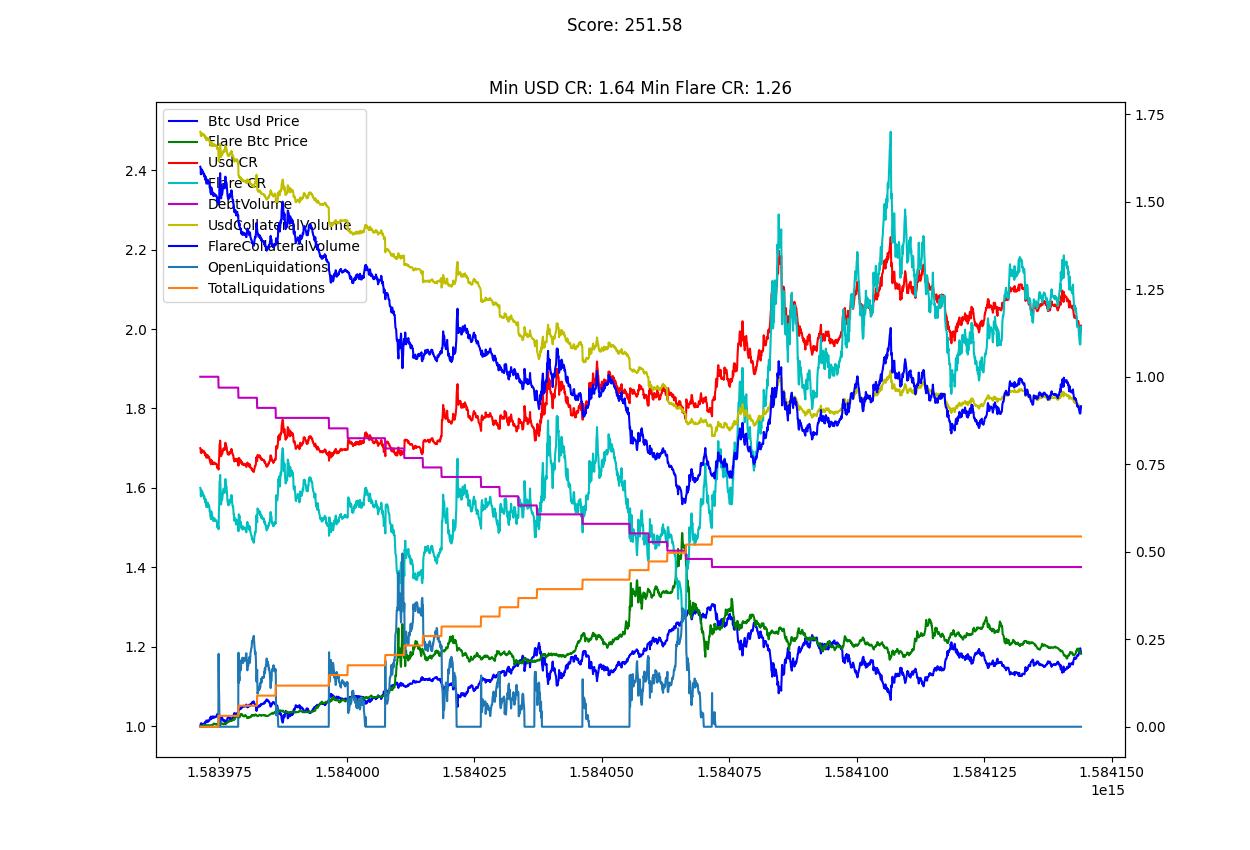 Score: 251.58
Min USD CR: 1.64 Min Flare CR: 1.26
Btc Usd Price
Flare Btc Price
Usd CR
Flare CR
DebtVolume
UsdCollateralVolume
FlareCollateralVolume
OpenLiquidations
TotalLiquidations
2.4
2.2
2.0
1.8
1.6
1.4
1.2
1.0
1.75
1.50
1.25
1.00
0.75
0.50
0.25
0.00
1.583975 1.584000 1.584025 1.584050 1.584075 1.584100 1.584125 1.584150
1e15